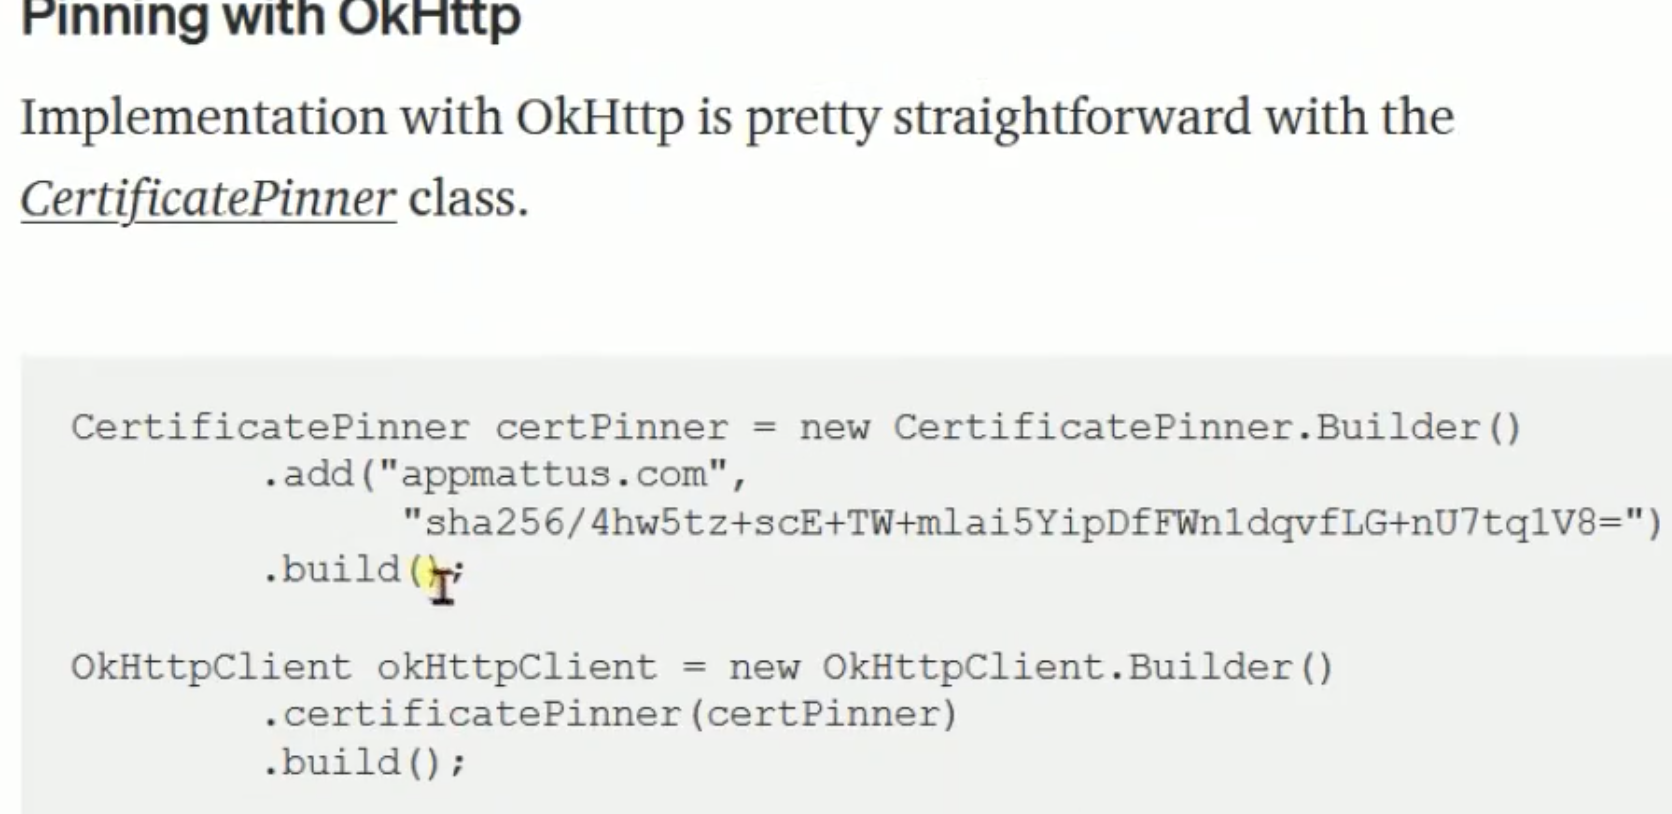 Pinning with OkHttp
Implementation with OkHttp is pretty straightforward with the
CertificatePinner class.
CertificatePinner certPinner = new CertificatePinner.Builder()
.add("appmattus.com",
"sha256/4hw5tz+scE+TW+mlai5YipDfFWn1dqvfLG+nU7tq1V8=")
.build();
OkHttpClient okHttpClient = new OkHttpClient.Builder()
.certificatePinner(certPinner)
.build();